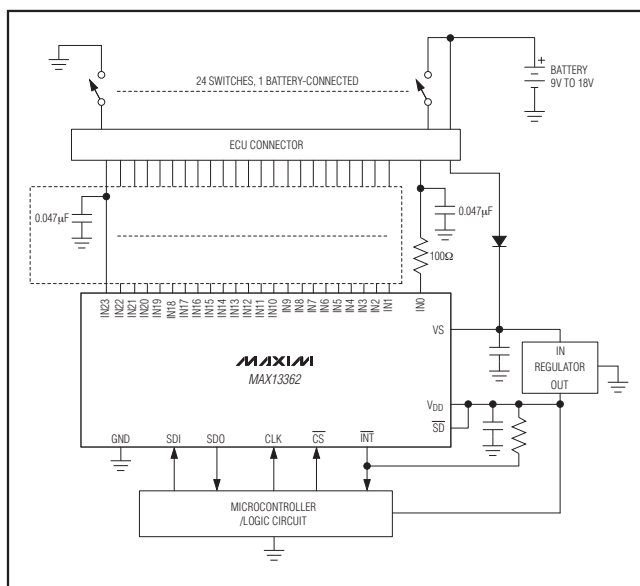 24 SWITCHES, 1 BATTERY-CONNECTED
+
BATTERY
9V TO 18V
ECU CONNECTOR
0.047µF
0.047µF
100Ω
IN23
IN22
IN21
IN20
IN19
IN18
IN17
IN16
IN15
IN14
IN13
IN12
IN11
IN10
IN9
IN8
IN7
IN6
IN5
IN4
IN3
IN2
IN1
IN0
VS
MAXIM
MAX13362
IN
REGULATOR
OUT
VDD
SD
GND
SDI
SDO
CLK
CS
INT
MICROCONTROLLER
/LOGIC CIRCUIT